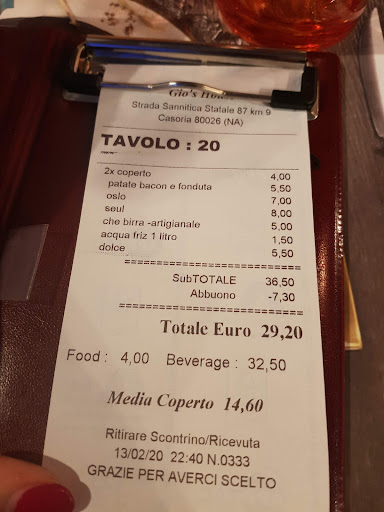 Gio's
Strada Sannitica Statale 87 km 9
Casoria 80026 (NA)
TAVOLO : 20
2x coperto 4,00
patate bacon e fonduta 5,50
oslo 7,00
seul 8,00
che birra -artigianale 5,00
acqua friz 1 litro 1,50
dolce 5,50
SubTOTALE 36,50
Abbuono -7,30
Totale Euro 29,20
Food : 4,00 Beverage : 32,50
Media Coperto 14,60
Ritirare Scontrino/Ricevuta
13/02/20 22:40 N.0333
GRAZIE PER AVERCI SCELTO